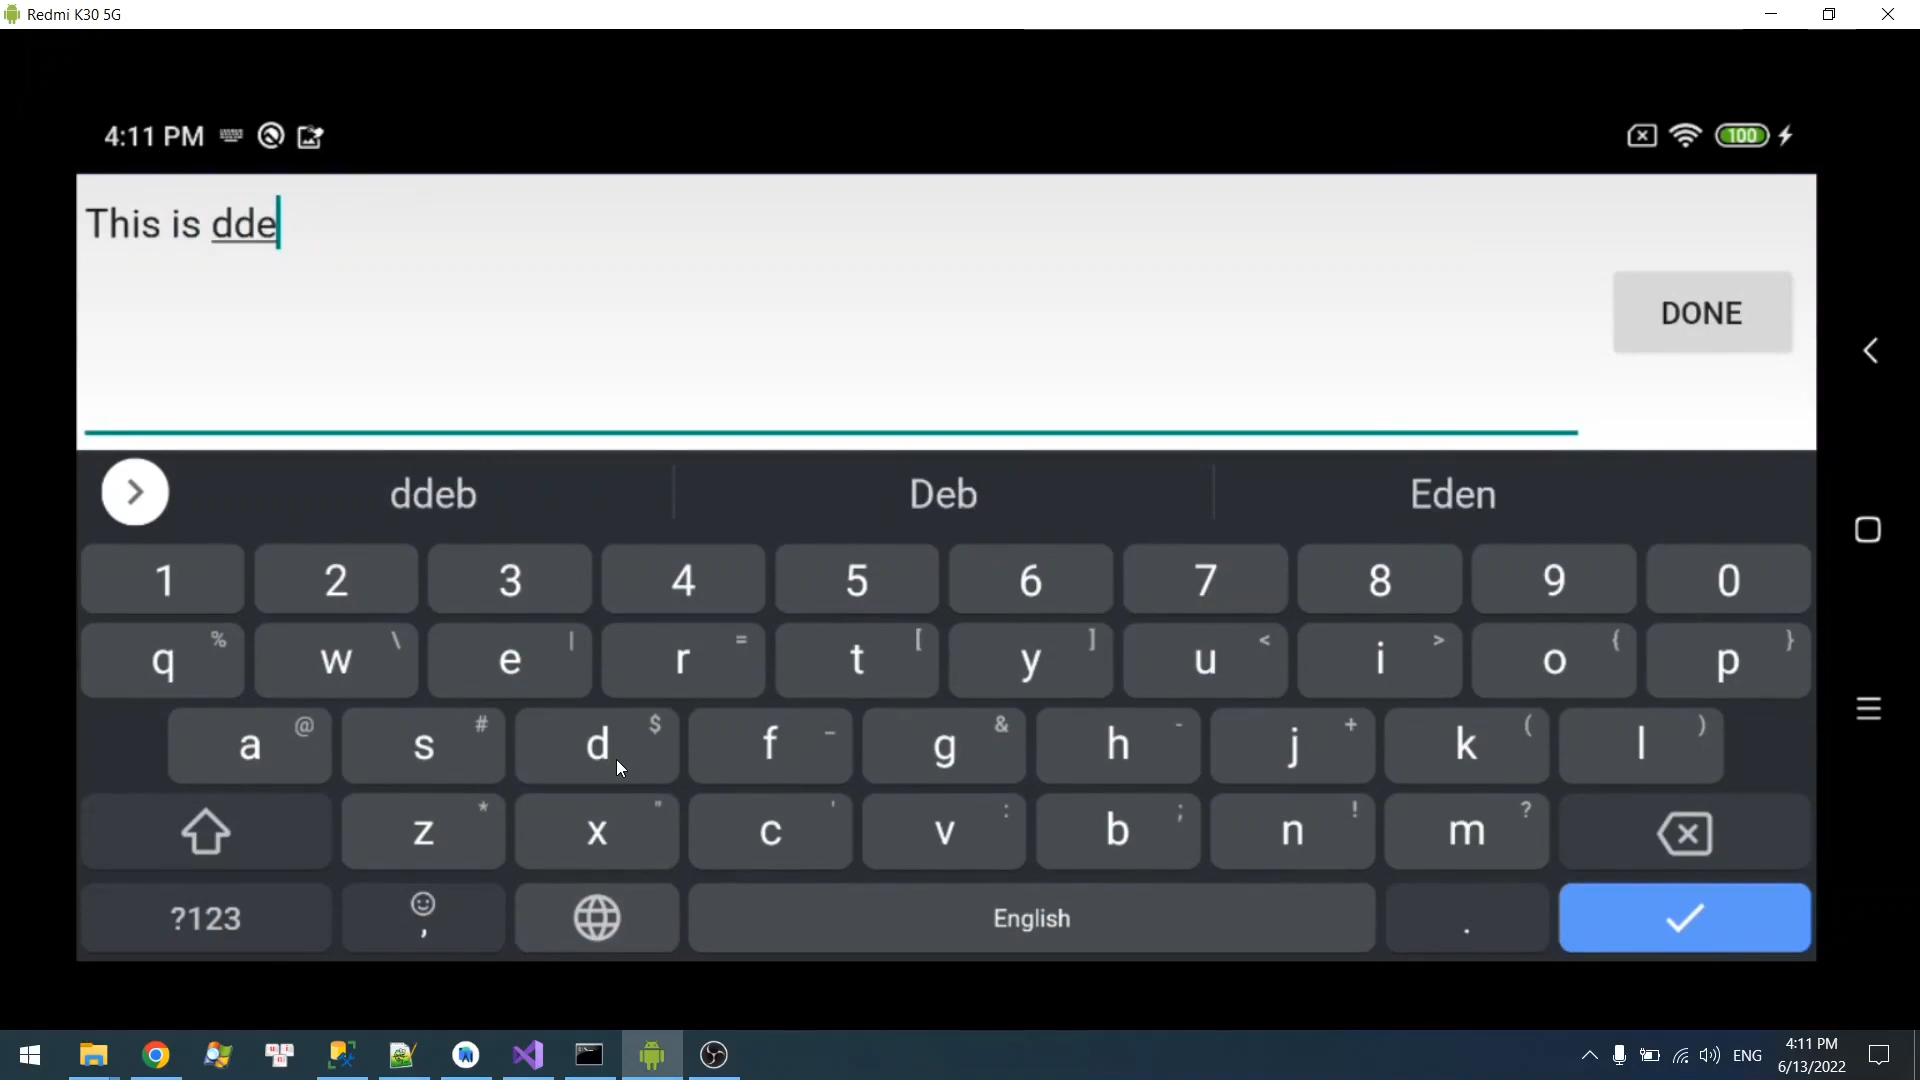 Redmi K30 5G
4:11 PM
100
This is dde
DONE
ddeb Deb Eden
1 2 3 4 5 6 7 8 9 0
q % w \ e | r = t [ y ] u < i > o { p }
a @ s # d $ f _ g & h - j + k ( l )
z * x " c ' v : b ; n ! m ?
?123 , English .
ENG
4:11 PM
6/13/2022